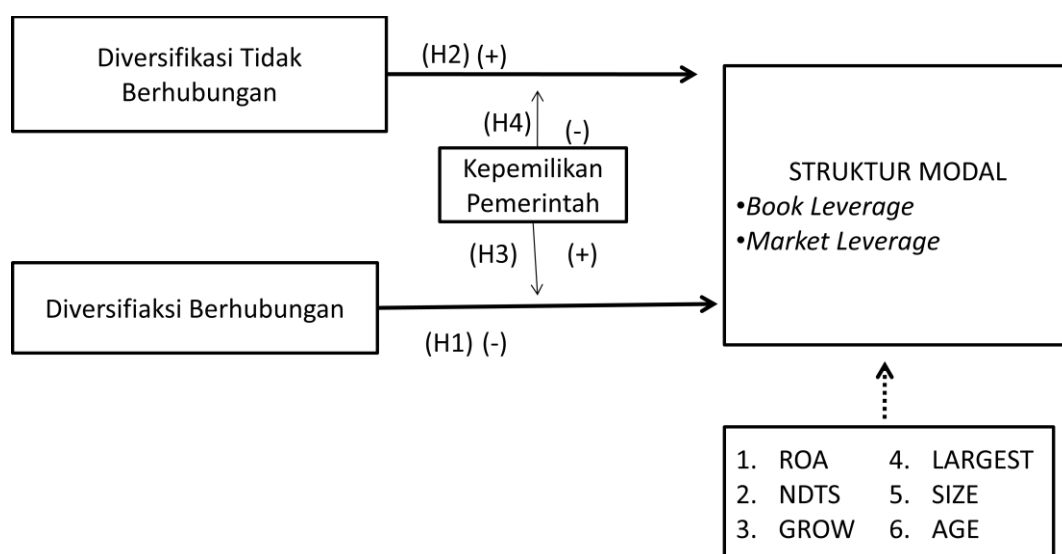 Diversifikasi Tidak
Berhubungan
(H2) (+)
(H4)
(-)
Kepemilikan
Pemerintah
(H3)
(+)
Diversifiaksi Berhubungan
(H1) (-)
STRUKTUR MODAL
•Book Leverage
•Market Leverage
1. ROA 4. LARGEST
2. NDTS 5. SIZE
3. GROW 6. AGE